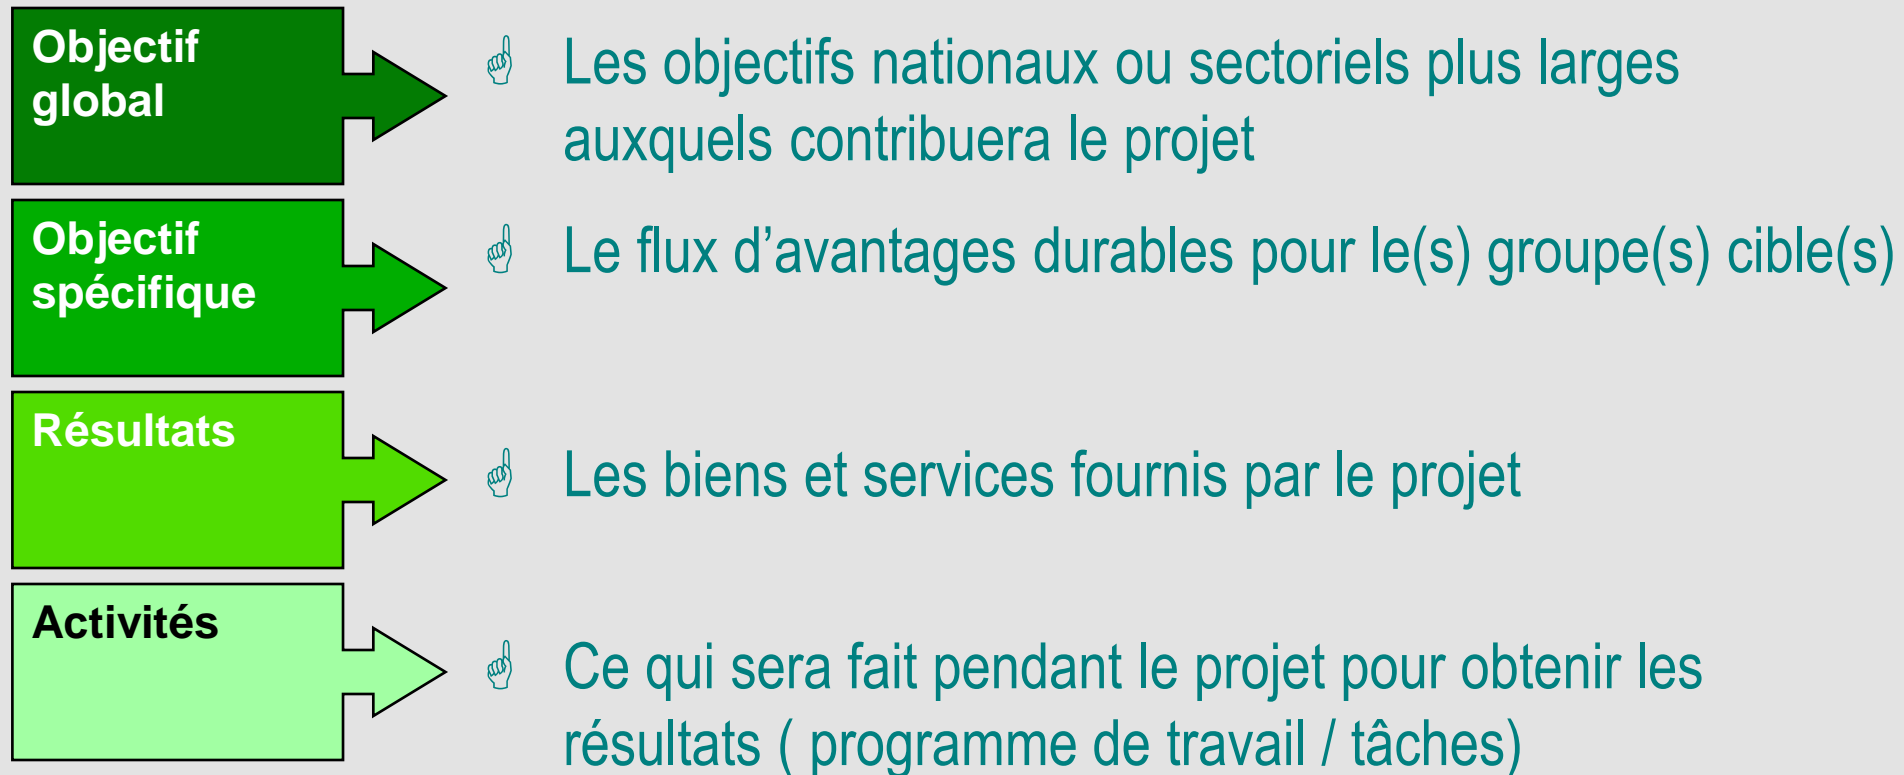 Objectif
global
☝ Les objectifs nationaux ou sectoriels plus larges
auxquels contribuera le projet
Objectif
spécifique
☝ Le flux d’avantages durables pour le(s) groupe(s) cible(s)
Résultats
☝ Les biens et services fournis par le projet
Activités
☝ Ce qui sera fait pendant le projet pour obtenir les
résultats ( programme de travail / tâches)